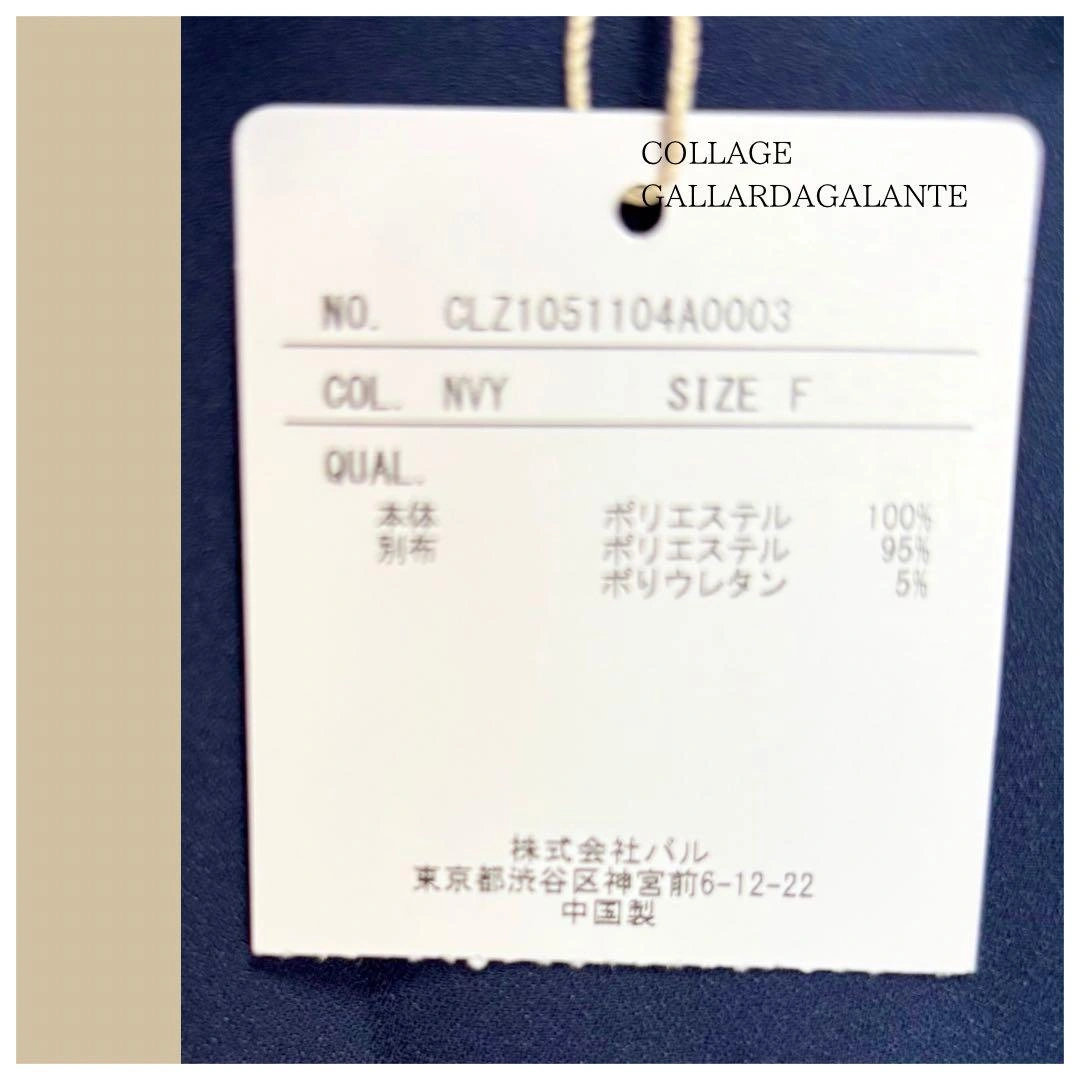 COLLAGE
GALLARDAGALANTE
NO. CLZ1051104A0003
COL. NVY SIZE F
QUAL.
本体 ポリエステル 100%
別布 ポリエステル 95%
ポリウレタン 5%
株式会社パル
東京都渋谷区神宮前6-12-22
中国製